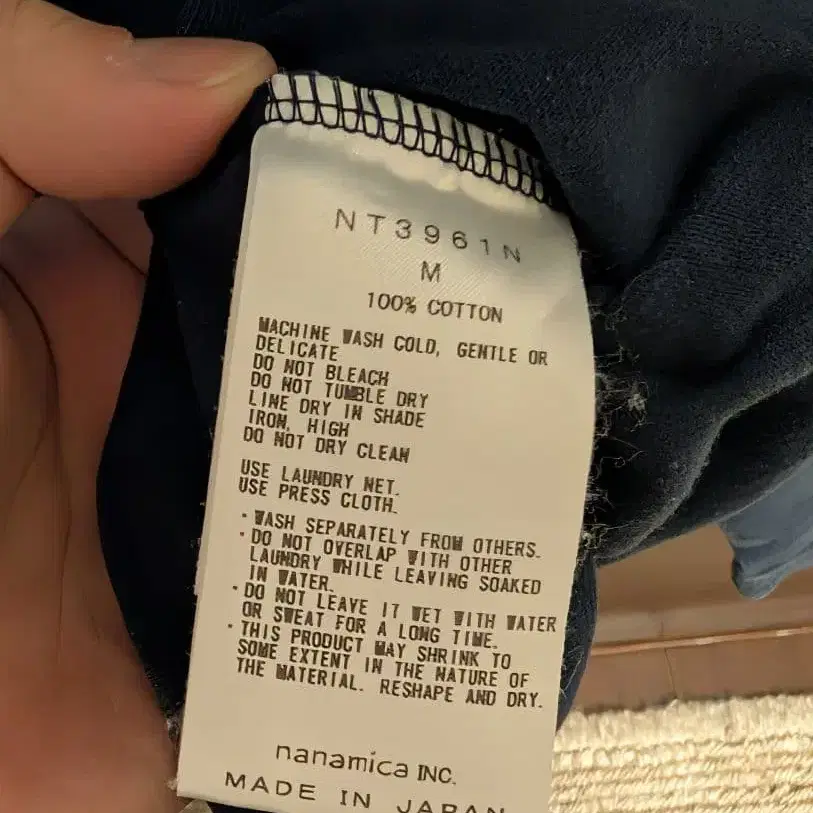 NT3961N
M
100% COTTON
MACHINE WASH COLD, GENTLE OR
DELICATE
DO NOT BLEACH
DO NOT TUMBLE DRY
LINE DRY IN SHADE
IRON, HIGH
DO NOT DRY CLEAN
USE LAUNDRY NET.
USE PRESS CLOTH.
・WASH SEPARATELY FROM OTHERS.
・DO NOT OVERLAP WITH OTHER
LAUNDRY WHILE LEAVING SOAKED
IN WATER.
・DO NOT LEAVE IT WET WITH WATER
OR SWEAT FOR A LONG TIME.
・THIS PRODUCT MAY SHRINK TO
SOME EXTENT IN THE NATURE OF
THE MATERIAL. RESHAPE AND DRY.
nanamica INC.
MADE IN JAPAN